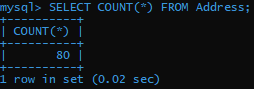 mysql> SELECT COUNT(*) FROM Address;
+----------+
| COUNT(*) |
+----------+
|       80 |
+----------+
1 row in set (0.02 sec)